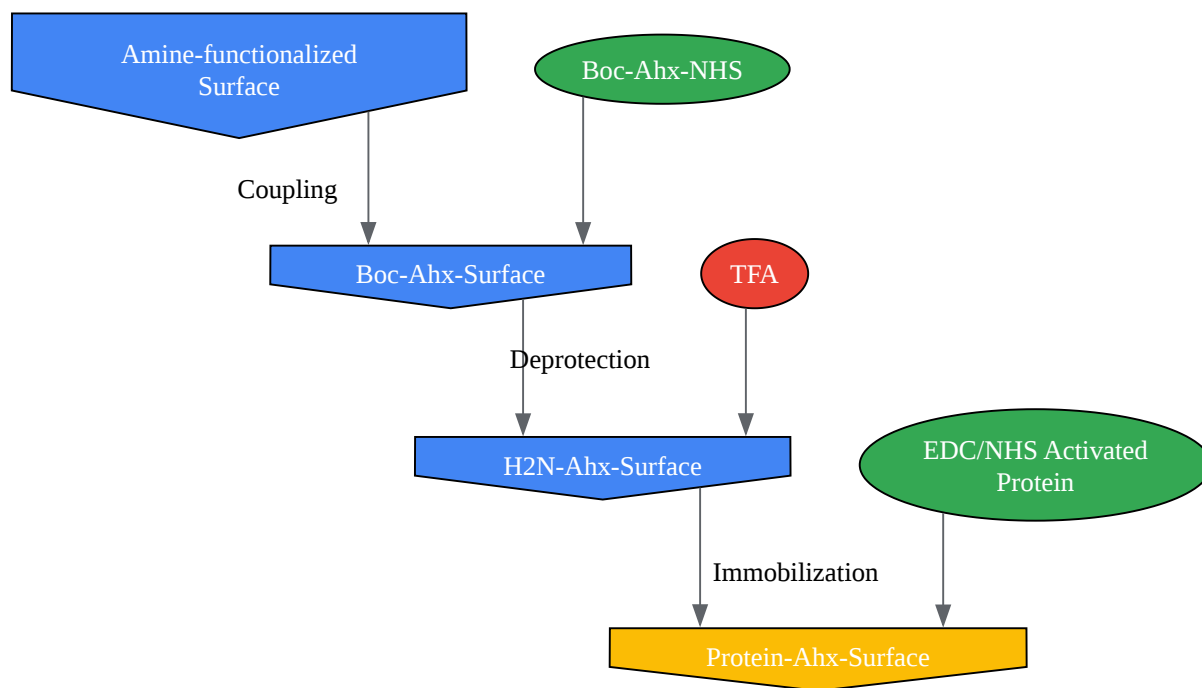 Amine-functionalized
Surface
Boc-Ahx-NHS
Coupling
Boc-Ahx-Surface
TFA
Deprotection
H2N-Ahx-Surface
EDC/NHS Activated
Protein
Immobilization
Protein-Ahx-Surface